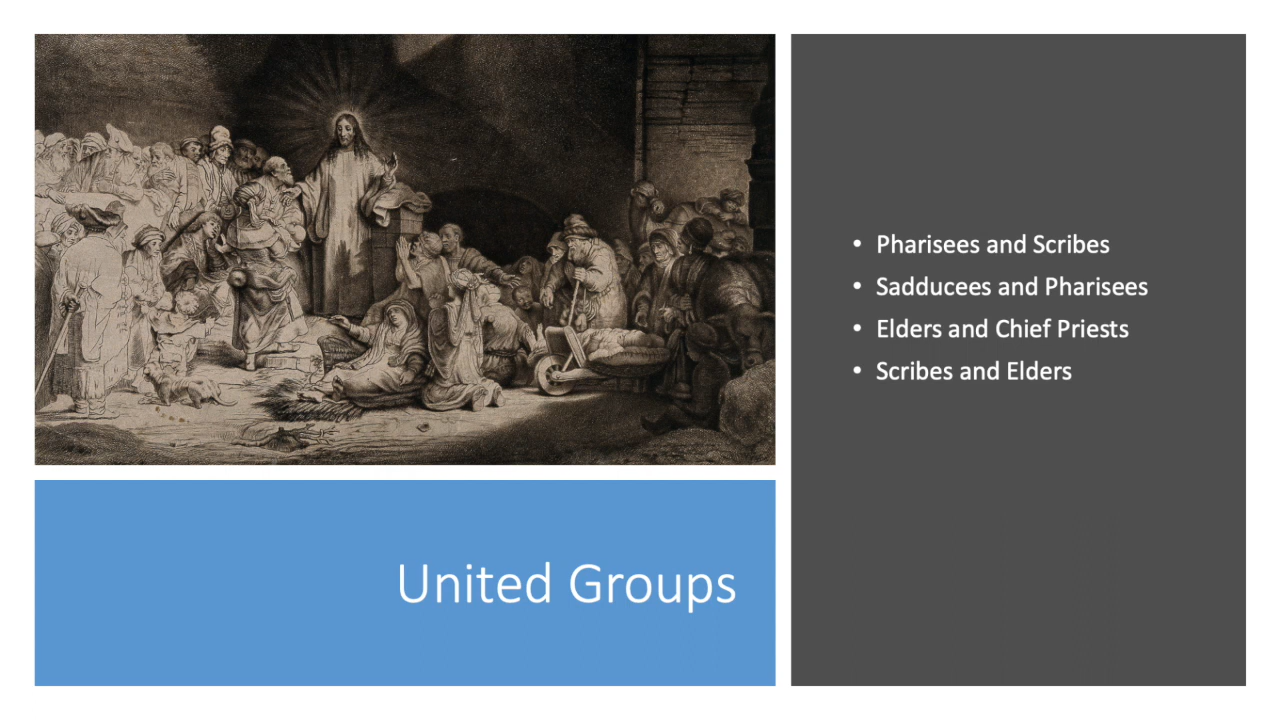 • Pharisees and Scribes
• Sadducees and Pharisees
• Elders and Chief Priests
• Scribes and Elders
United Groups